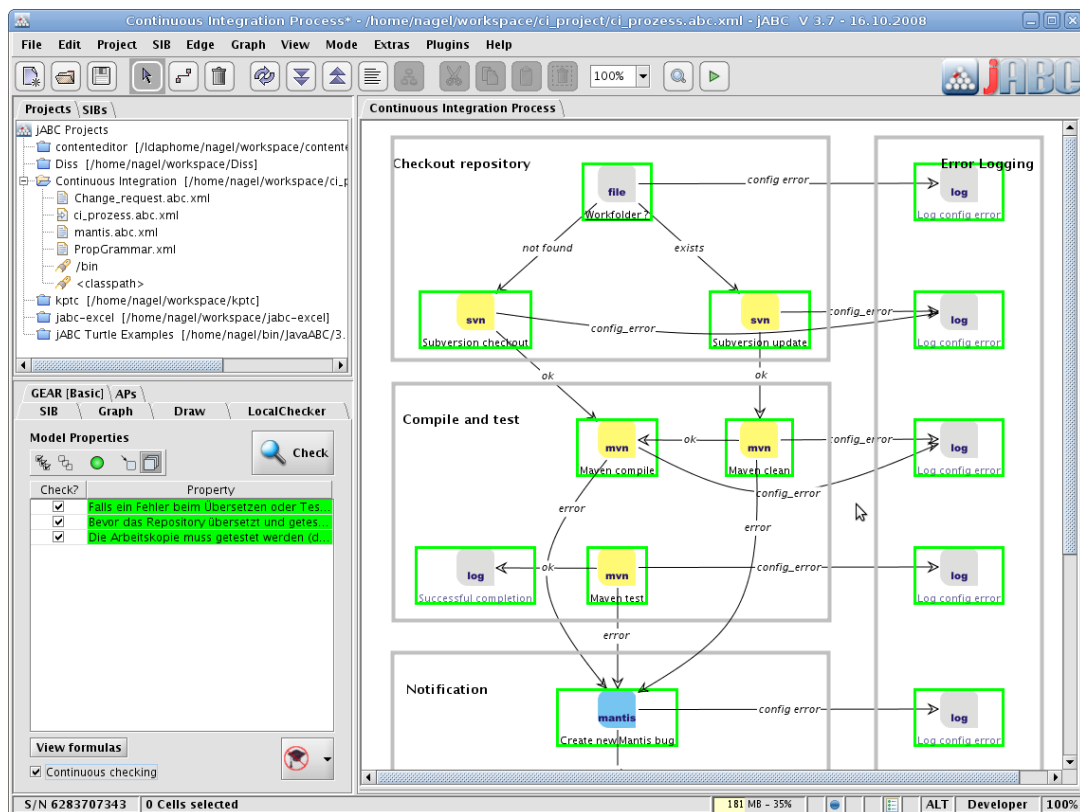 Continuous Integration Process* - /home/nagel/workspace/ci_project/ci_prozess.abc.xml - jABC V 3.7 - 16.10.2008
File Edit Project SIB Edge Graph View Mode Extras Plugins Help
100%
jABC
Projects SIBs
jABC Projects
contenteditor [/ldaphome/nagel/workspace/contente
Diss [/home/nagel/workspace/Diss]
Continuous Integration [/home/nagel/workspace/ci_p
Change_request.abc.xml
ci_prozess.abc.xml
mantis.abc.xml
PropGrammar.xml
/bin
<classpath>
kptc [/home/nagel/workspace/kptc]
jabc-excel [/home/nagel/workspace/jabc-excel]
jABC Turtle Examples [/home/nagel/bin/JavaABC/3.
GEAR [Basic] APs
SIB Graph Draw LocalChecker
Model Properties
Check
Check? Property
Falls ein Fehler beim Übersetzen oder Tes...
Bevor das Repository übersetzt und getes...
Die Arbeitskopie muss getestet werden (d...
View formulas
Continuous checking
Continuous Integration Process
Checkout repository
Error Logging
file
Workfolder ?
config error
log
Log config error
not found
exists
svn
Subversion checkout
config_error
svn
Subversion update
config_error
log
Log config error
ok
ok
Compile and test
mvn
Maven compile
ok
mvn
Maven clean
config_error
log
Log config error
config_error
error
error
log
Successful completion
ok
mvn
Maven test
config_error
log
Log config error
error
Notification
mantis
Create new Mantis bug
config error
log
Log config error
S/N 6283707343 0 Cells selected 181 MB - 35% ALT Developer 100%